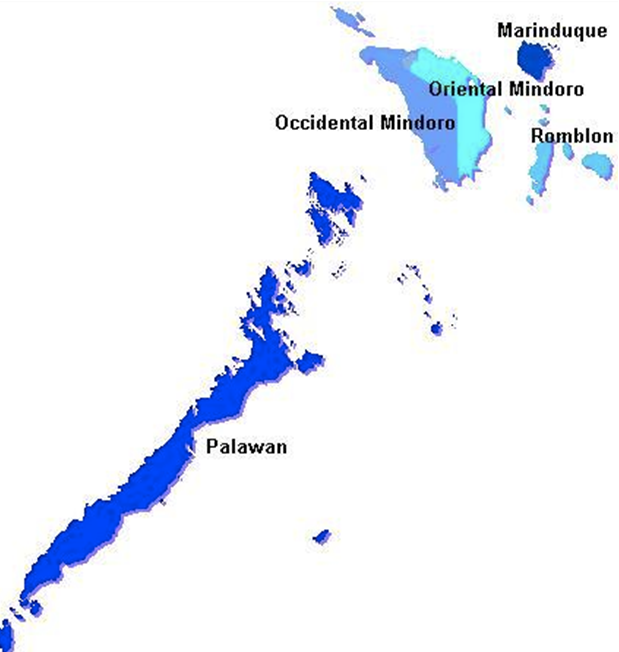 Marinduque
Oriental Mindoro
Occidental Mindoro
Romblon
Palawan